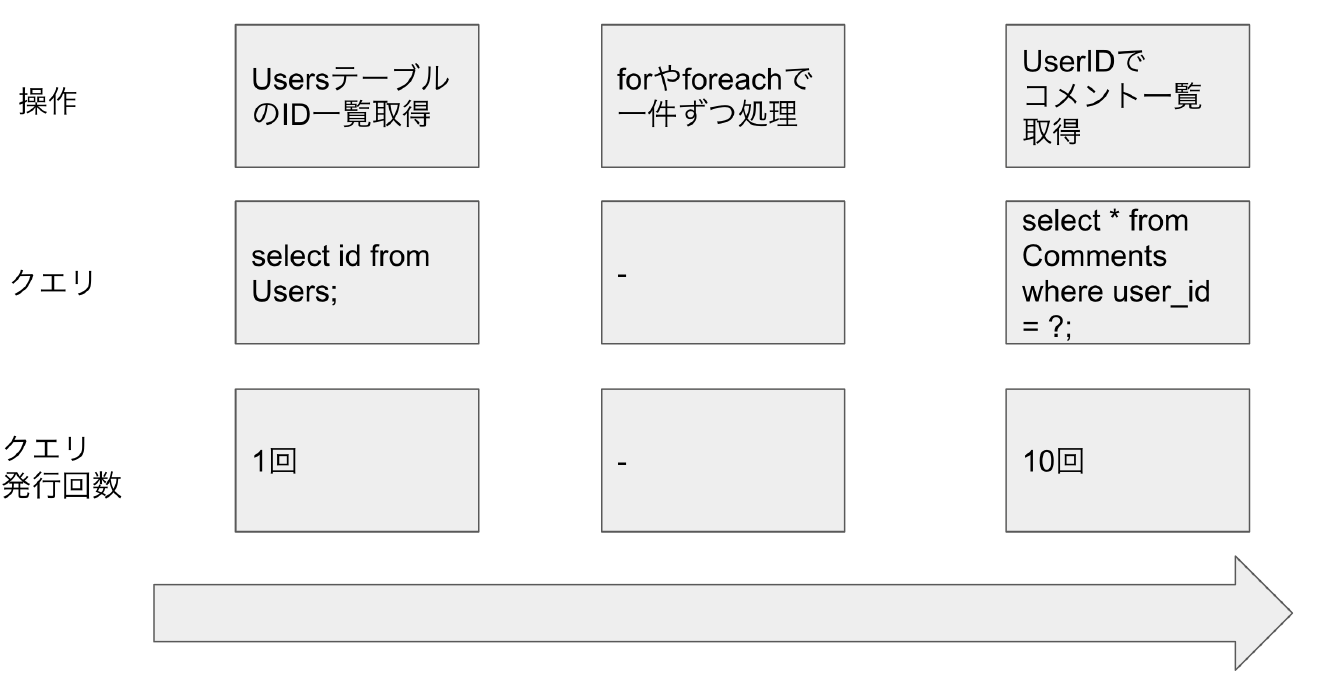 操作
Usersテーブル
のID一覧取得
forやforeachで
一件ずつ処理
UserIDで
コメント一覧
取得
クエリ
select id from
Users;
-
select * from
Comments
where user_id
= ?;
クエリ
発行回数
1回
-
10回